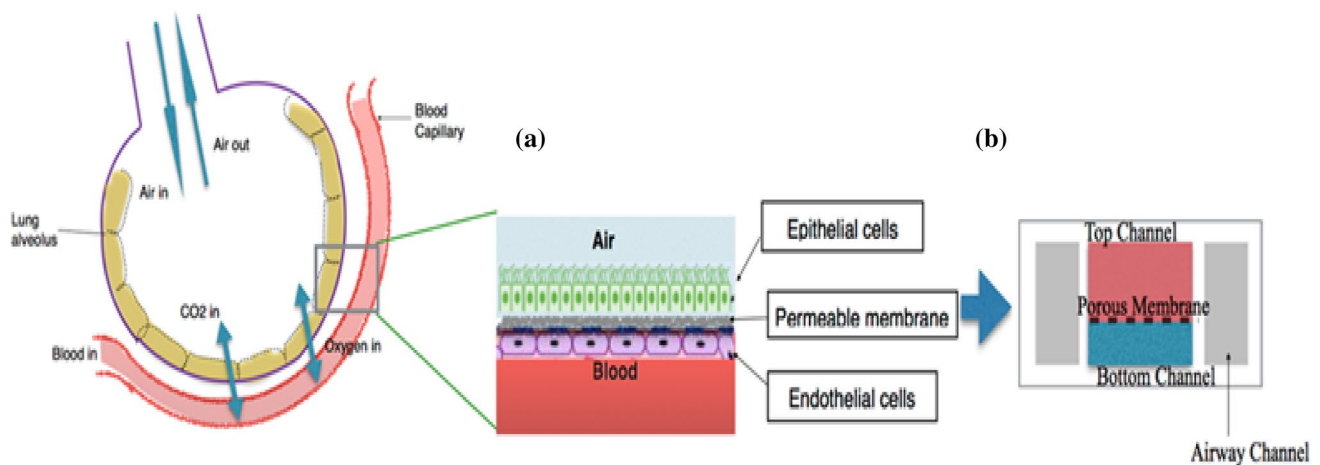 Air out
Air in
Lung
alveolus
CO2 in
Blood in
Oxygen in
Blood
Capillary
(a)
Air
Blood
Epithelial cells
Permeable membrane
Endothelial cells
(b)
Top Channel
Porous Membrane
Bottom Channel
Airway Channel